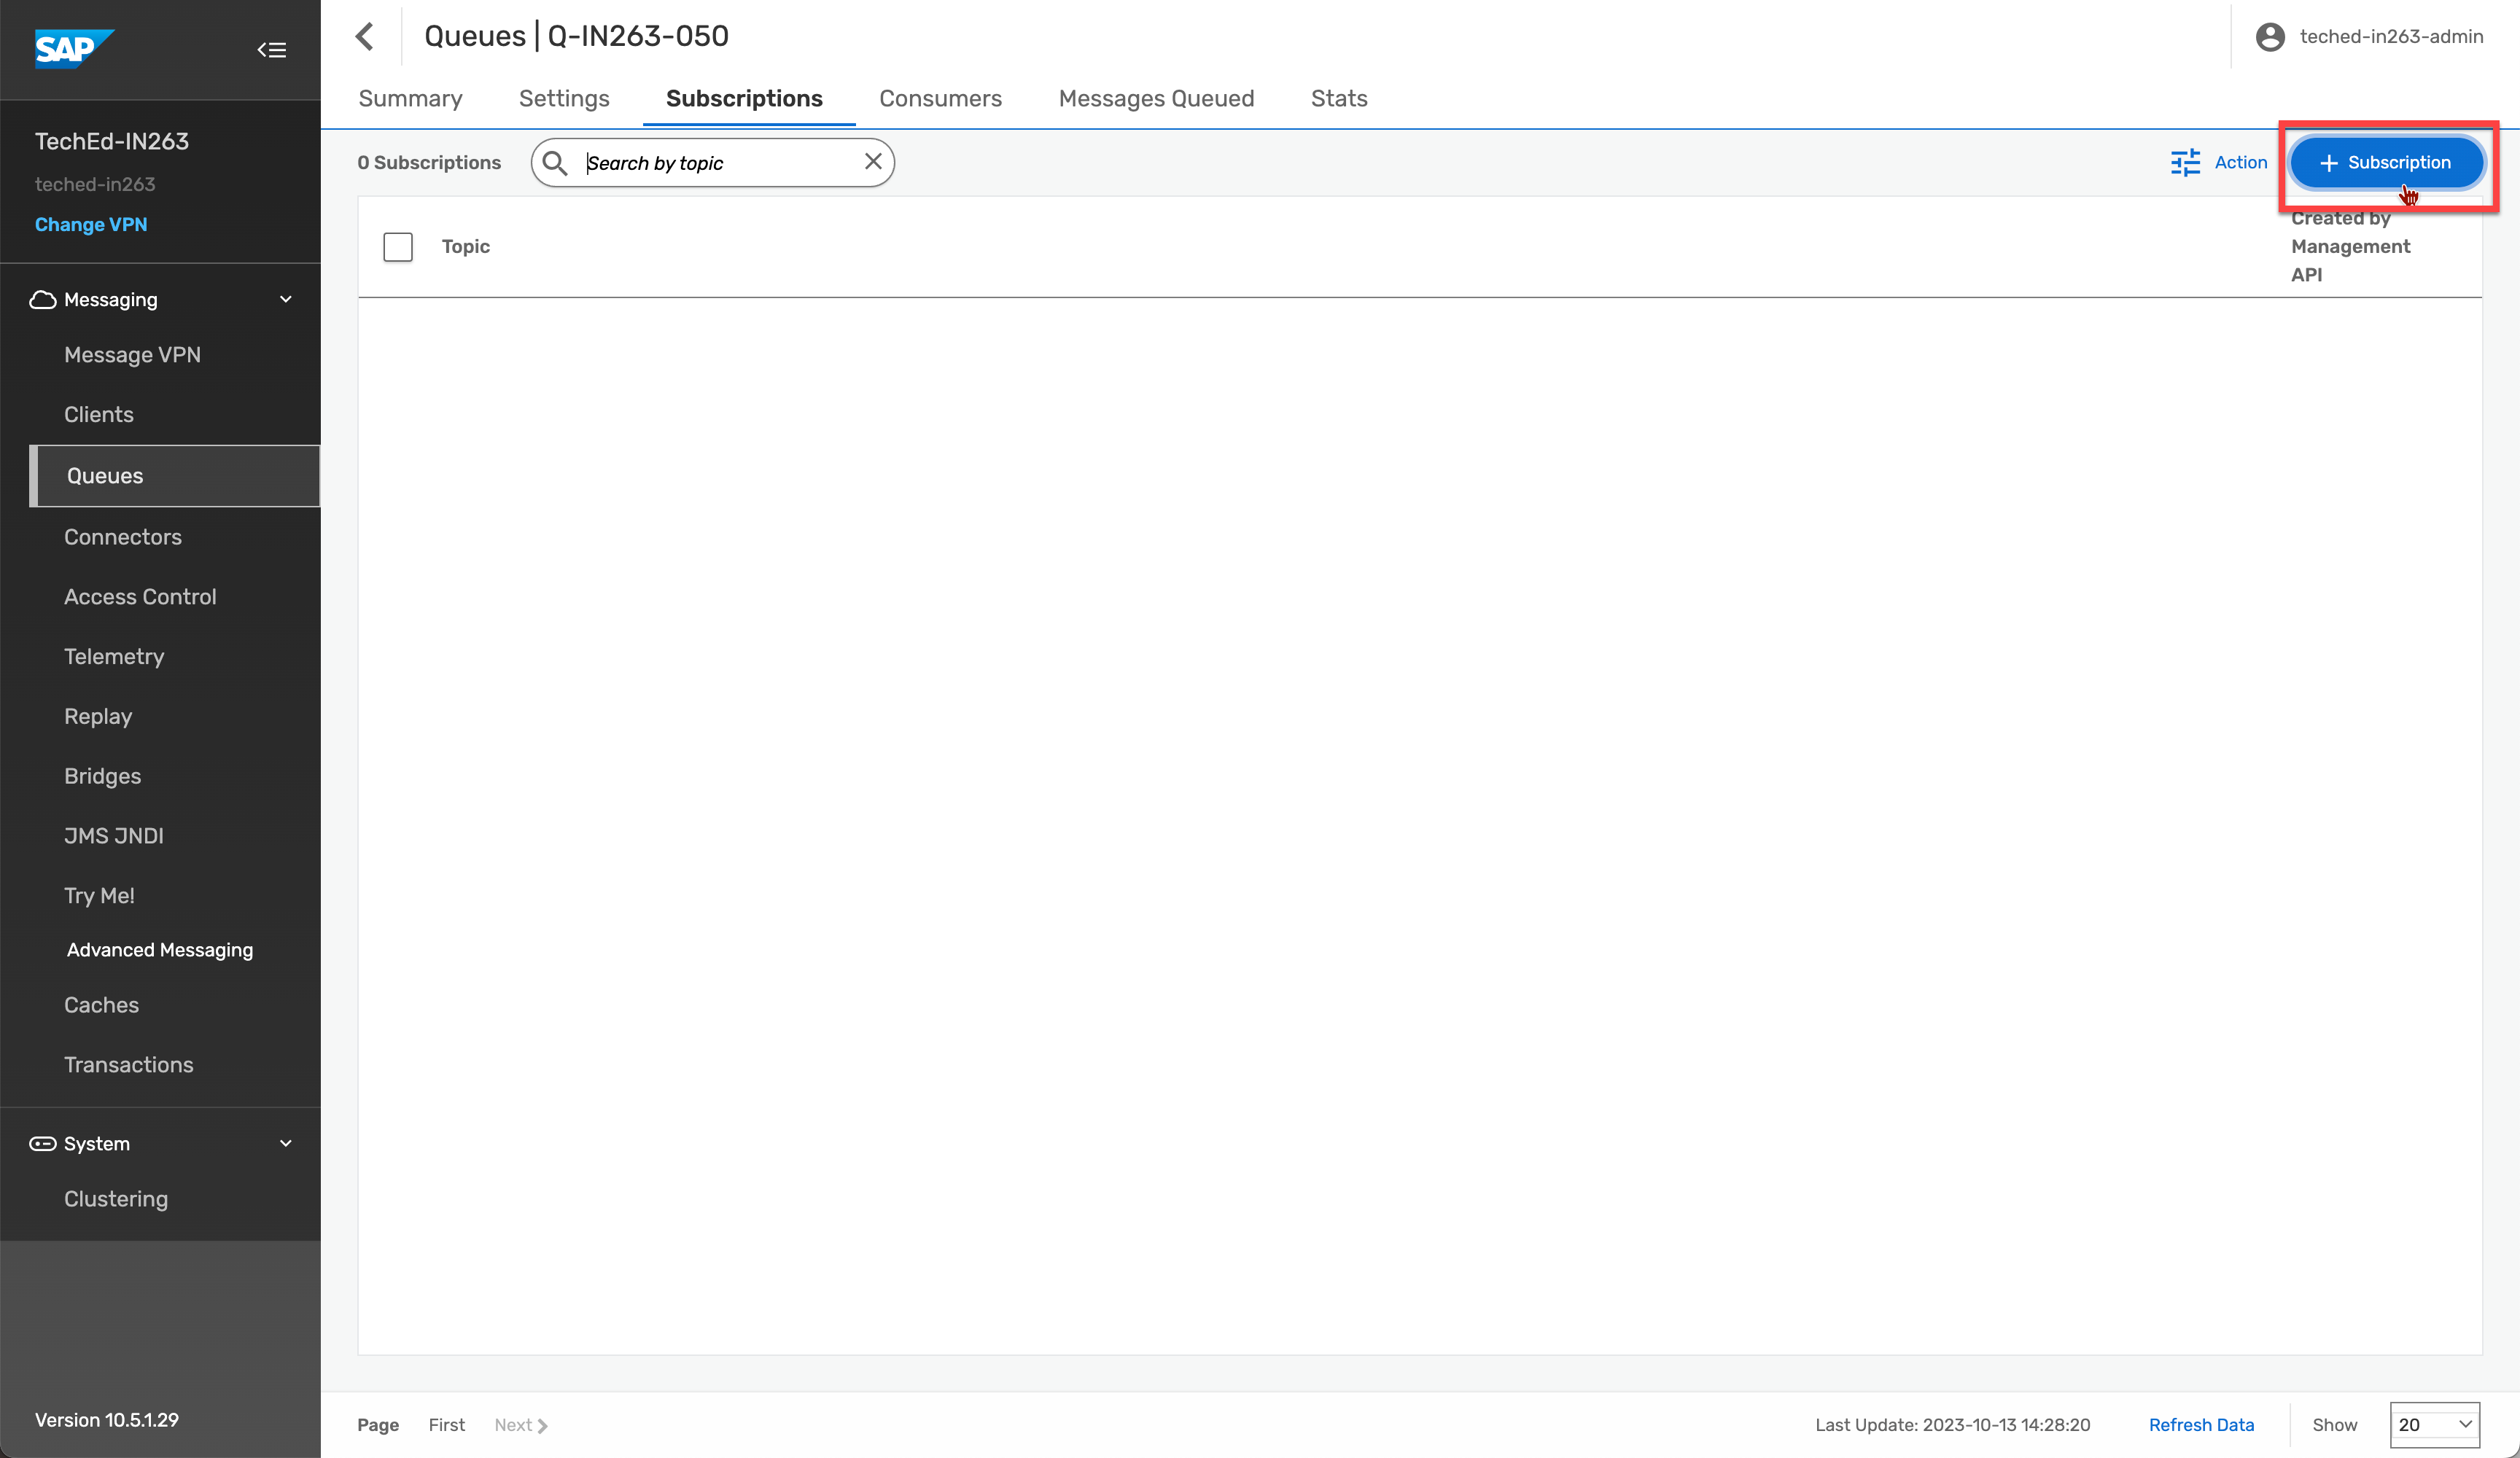 SAP
TechEd-IN263
teched-in263
Change VPN
Messaging
Message VPN
Clients
Queues
Connectors
Access Control
Telemetry
Replay
Bridges
JMS JNDI
Try Me!
Advanced Messaging
Caches
Transactions
System
Clustering
Version 10.5.1.29
Queues | Q-IN263-050
teched-in263-admin
Summary Settings Subscriptions Consumers Messages Queued Stats
0 Subscriptions Search by topic Action + Subscription
Topic
Created by
Management
API
Page First Next Last Update: 2023-10-13 14:28:20 Refresh Data Show 20